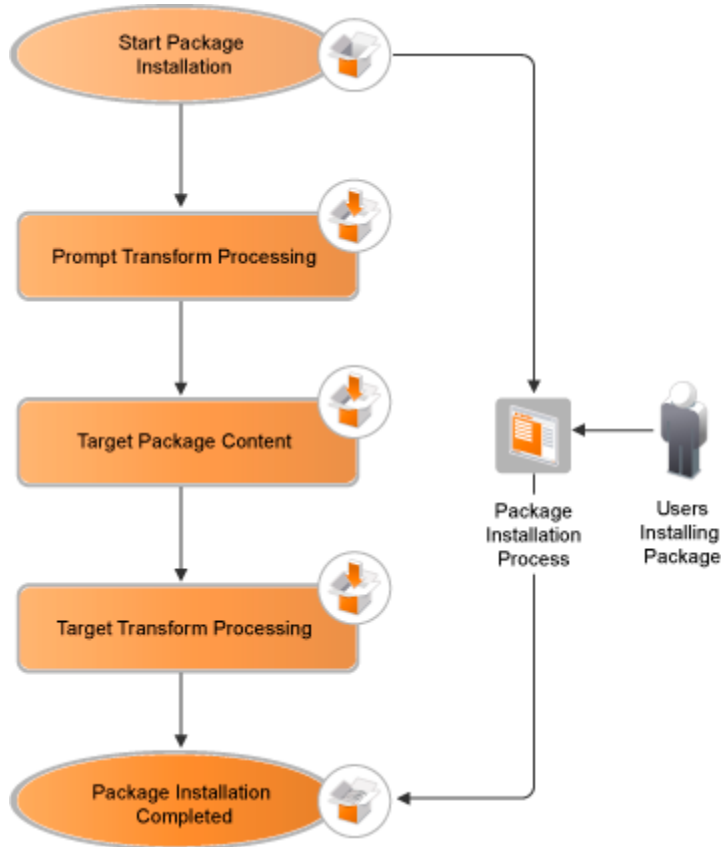 Start Package
Installation
Prompt Transform Processing
Target Package Content
Package
Installation
Process
Users
Installing
Package
Target Transform Processing
Package Installation
Completed